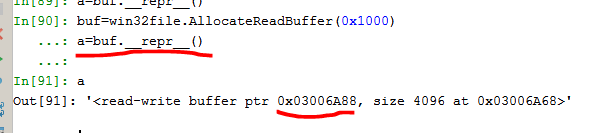 In[89]: a=buf.__repr__()
In[90]: buf=win32file.AllocateReadBuffer(0x1000)
...: a=buf.__repr__()
...:
In[91]: a
Out[91]: '<read-write buffer ptr 0x03006A88, size 4096 at 0x03006A68>'